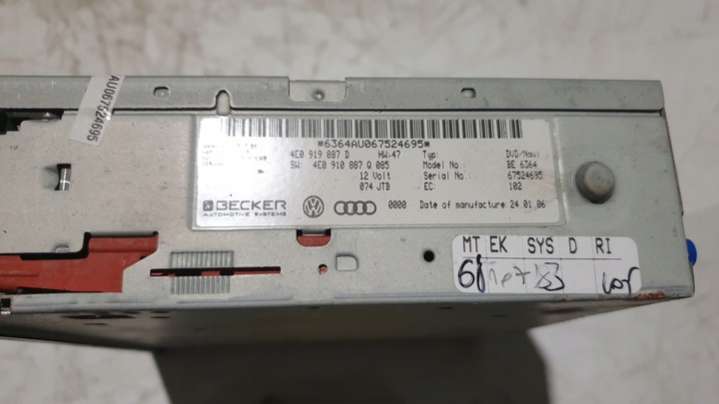 AU067524695
*6364AU067524695*
4E0 919 887 D HW:47 Typ: DVD/Navi
SW: 4E0 910 887 Q 085 Model No.: BE 6364
12 Volt Serial No.: 67524695
074 JTB EC: 102
BECKER
AUTOMOTIVE SYSTEMS
0000 Date of manufacture 24.01.06
MT EK SYS D RI